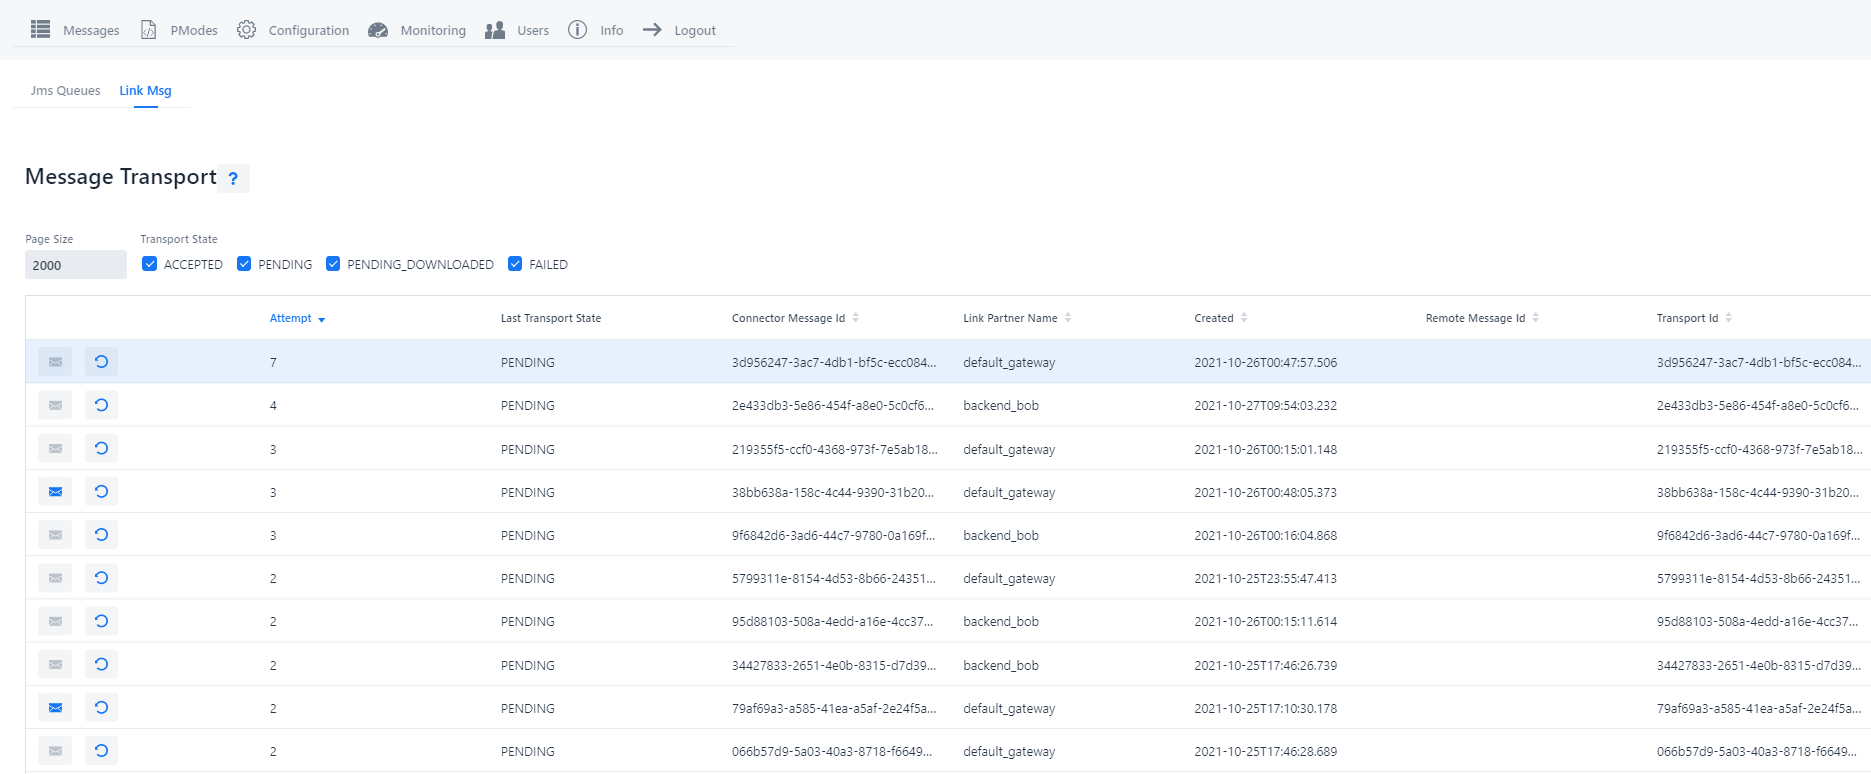 Messages PModes Configuration Monitoring Users Info Logout
Jms Queues Link Msg
Message Transport ?
Page Size Transport State
2000 ACCEPTED PENDING PENDING_DOWNLOADED FAILED
Attempt Last Transport State Connector Message Id Link Partner Name Created Remote Message Id Transport Id
7 PENDING 3d956247-3ac7-4db1-bf5c-ecc084... default_gateway 2021-10-26T00:47:57.506 3d956247-3ac7-4db1-bf5c-ecc084...
4 PENDING 2e433db3-5e86-454f-a8e0-5c0cf6... backend_bob 2021-10-27T09:54:03.232 2e433db3-5e86-454f-a8e0-5c0cf6...
3 PENDING 219355f5-ccf0-4368-973f-7e5ab18... default_gateway 2021-10-26T00:15:01.148 219355f5-ccf0-4368-973f-7e5ab18...
3 PENDING 38bb638a-158c-4c44-9390-31b20... default_gateway 2021-10-26T00:48:05.373 38bb638a-158c-4c44-9390-31b20...
3 PENDING 9f6842d6-3ad6-44c7-9780-0a169f... backend_bob 2021-10-26T00:16:04.868 9f6842d6-3ad6-44c7-9780-0a169f...
2 PENDING 5799311e-8154-4d53-8b66-24351... default_gateway 2021-10-25T23:55:47.413 5799311e-8154-4d53-8b66-24351...
2 PENDING 95d88103-508a-4edd-a16e-4cc37... backend_bob 2021-10-26T00:15:11.614 95d88103-508a-4edd-a16e-4cc37...
2 PENDING 34427833-2651-4e0b-8315-d7d39... backend_bob 2021-10-25T17:46:26.739 34427833-2651-4e0b-8315-d7d39...
2 PENDING 79af69a3-a585-41ea-a5af-2e24f5a... default_gateway 2021-10-25T17:10:30.178 79af69a3-a585-41ea-a5af-2e24f5a...
2 PENDING 066b57d9-5a03-40a3-8718-f6649... default_gateway 2021-10-25T17:46:28.689 066b57d9-5a03-40a3-8718-f6649...